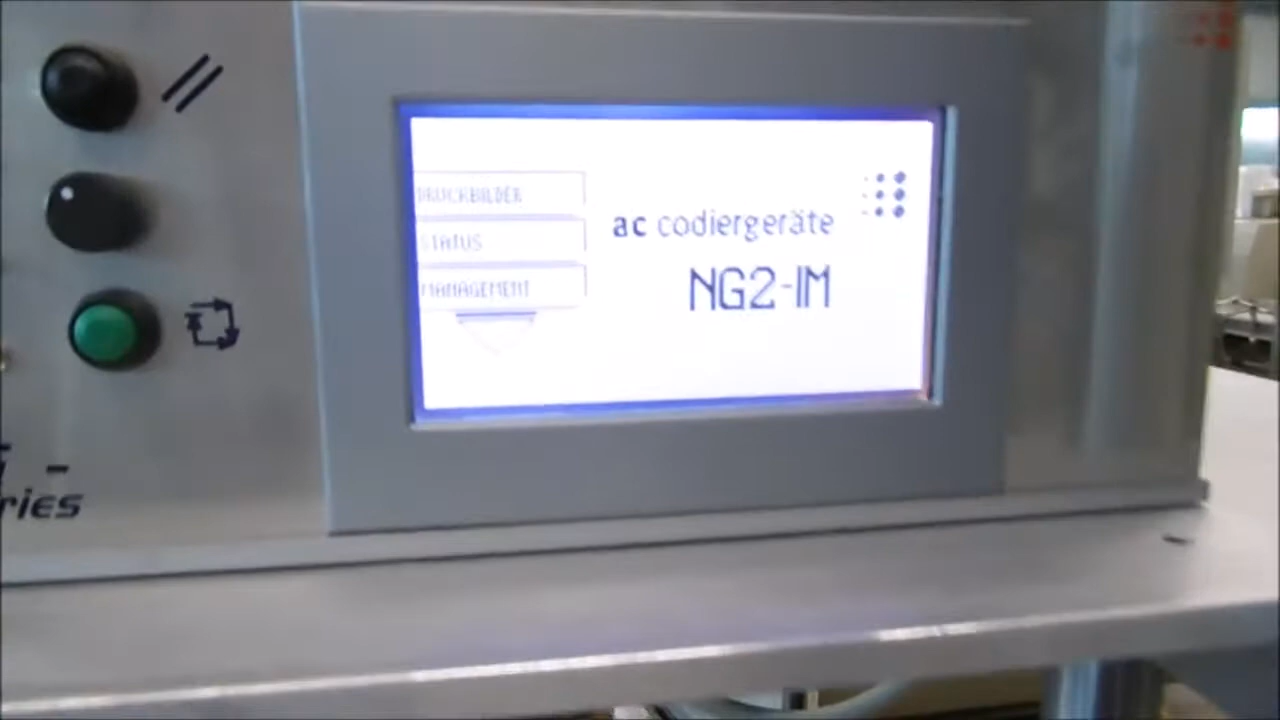 DRUCKBILDER
STATUS
MANAGEMENT
ac codiergeräte
NG2-IM
ries